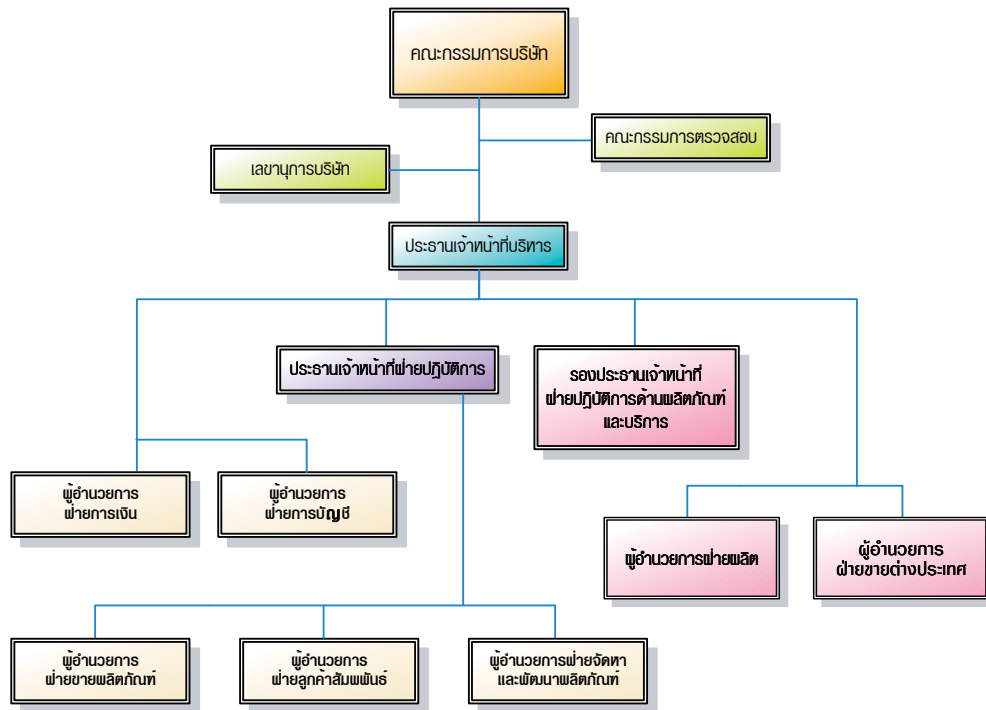 คณะกรรมการบริษัท
คณะกรรมการตรวจสอบ
เลขานุการบริษัท
ประธานเจ้าหน้าที่บริหาร
ประธานเจ้าหน้าที่ฝ่ายปฏิบัติการ
รองประธานเจ้าหน้าที่
ฝ่ายปฏิบัติการด้านผลิตภัณฑ์
และบริการ
ผู้อำนวยการ
ฝ่ายการเงิน
ผู้อำนวยการ
ฝ่ายการบัญชี
ผู้อำนวยการฝ่ายผลิต
ผู้อำนวยการ
ฝ่ายขายต่างประเทศ
ผู้อำนวยการ
ฝ่ายขายผลิตภัณฑ์
ผู้อำนวยการ
ฝ่ายลูกค้าสัมพพันธ์
ผู้อำนวยการฝ่ายจัดหา
และพัฒนาผลิตภัณฑ์